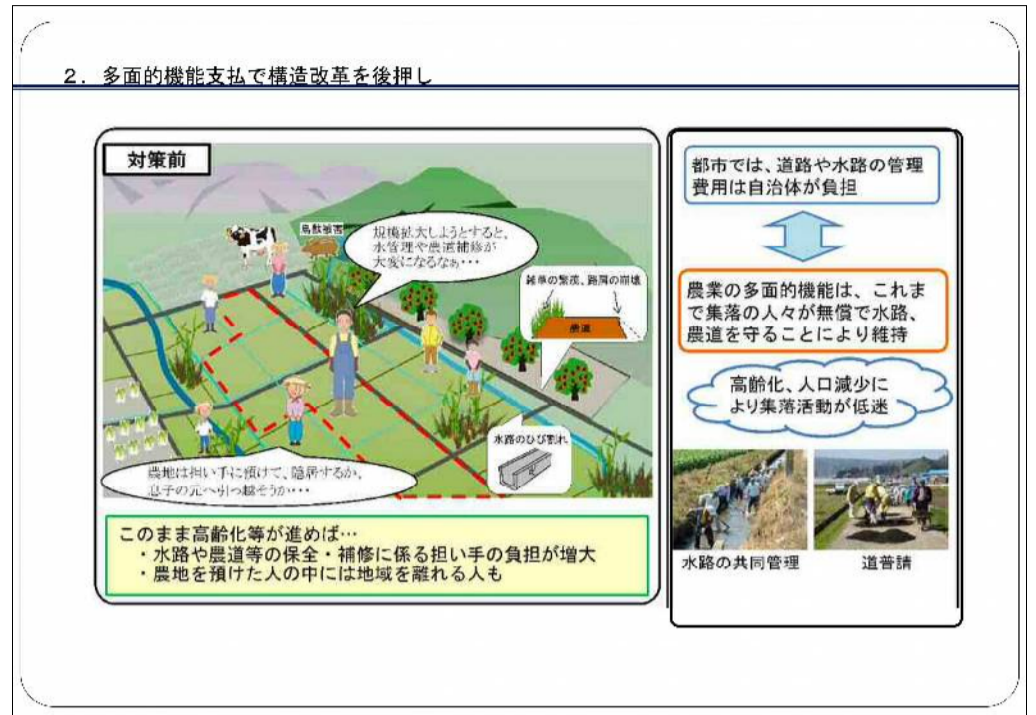 ２．多面的機能支払で構造改革を後押し
対策前
鳥獣被害
規模拡大しようとすると、
水管理や農道補修が
大変になるなぁ・・・
雑草の繁茂、路肩の崩壊
農道
水路のひび割れ
農地は担い手に預けて、隠居するか、
息子の元へ引っ越そうか・・・
このまま高齢化等が進めば…
・水路や農道等の保全・補修に係る担い手の負担が増大
・農地を預けた人の中には地域を離れる人も
都市では、道路や水路の管理
費用は自治体が負担
農業の多面的機能は、これま
で集落の人々が無償で水路、
農道を守ることにより維持
高齢化、人口減少に
より集落活動が低迷
水路の共同管理
道普請